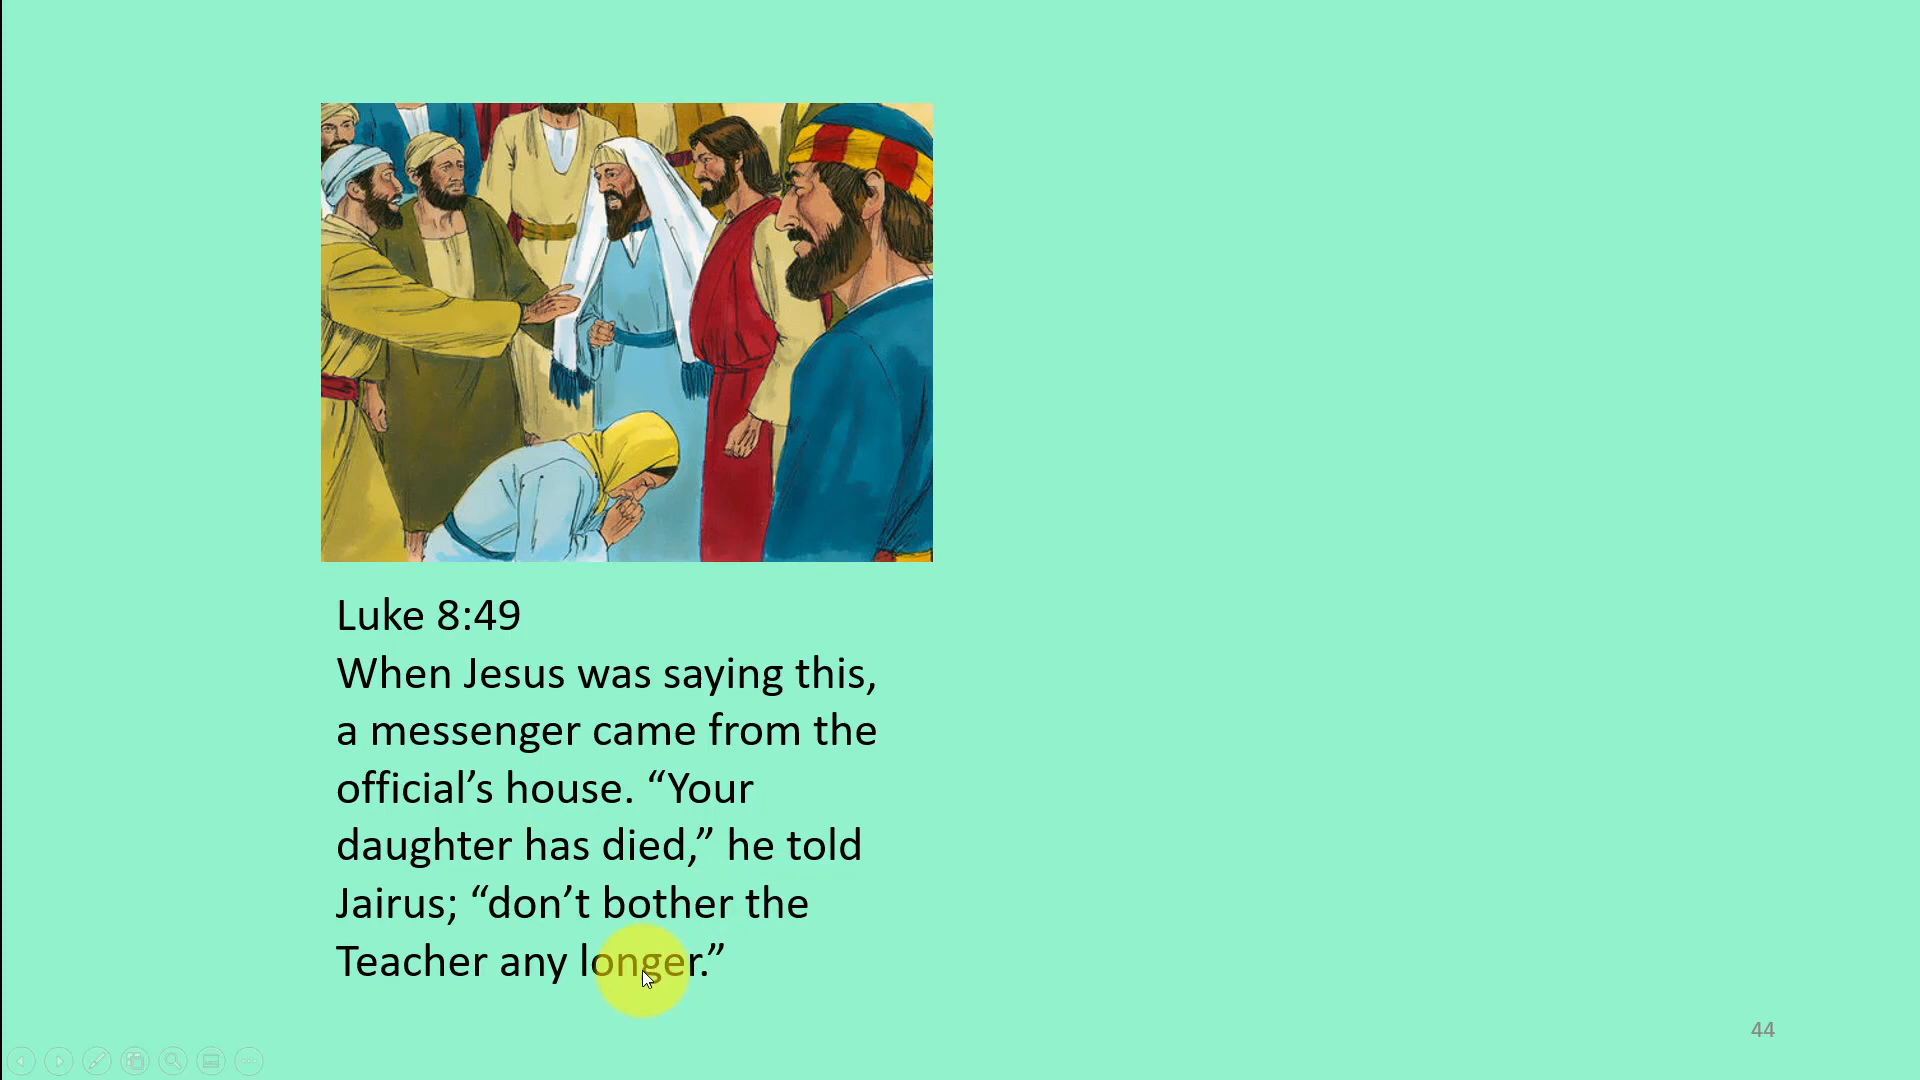 Luke 8:49
When Jesus was saying this,
a messenger came from the
official’s house. “Your
daughter has died,” he told
Jairus; “don’t bother the
Teacher any longer.”
44